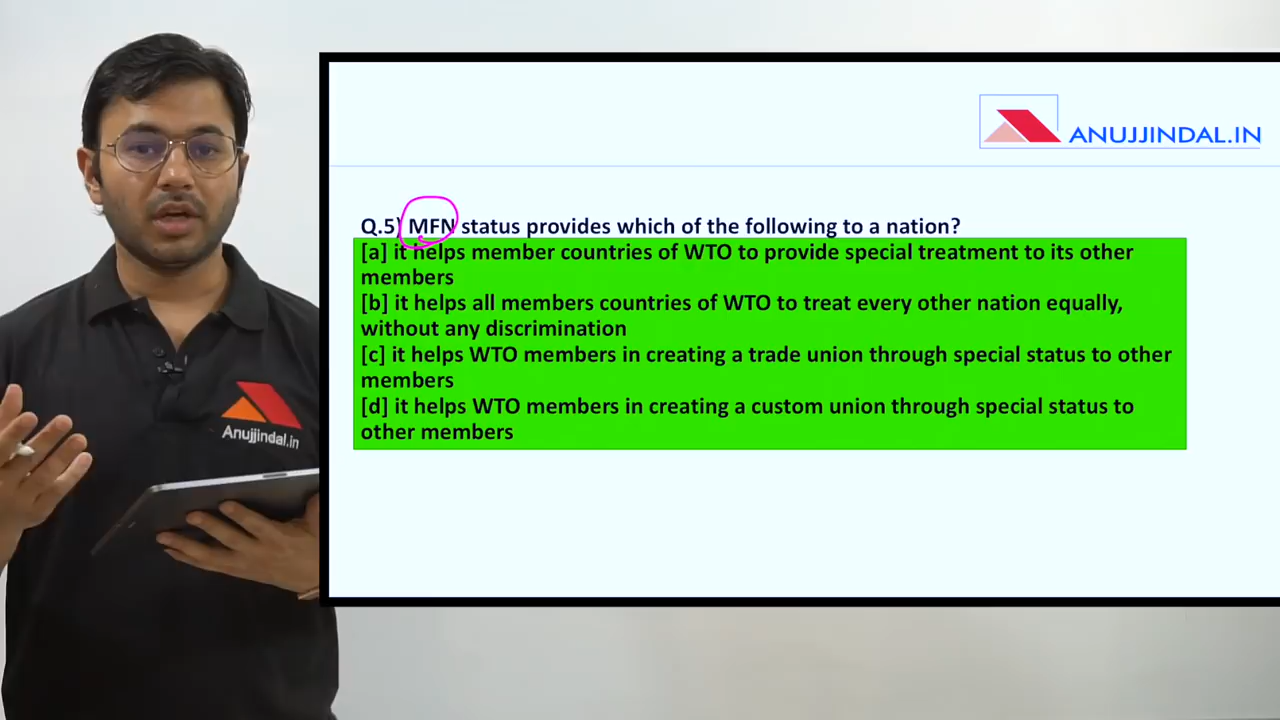 ANUJJINDAL.IN
Q.5) MFN status provides which of the following to a nation?
[a] it helps member countries of WTO to provide special treatment to its other
members
[b] it helps all members countries of WTO to treat every other nation equally,
without any discrimination
[c] it helps WTO members in creating a trade union through special status to other
members
[d] it helps WTO members in creating a custom union through special status to
other members
Anujjindal.in